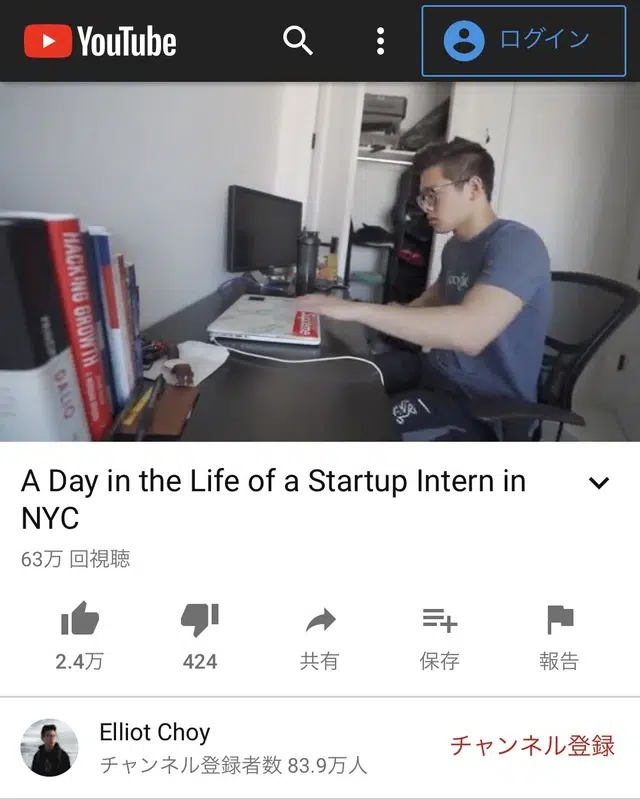 YouTube
ログイン
HACKING GROWTH
DALIO
Google
A Day in the Life of a Startup Intern in
NYC
63万 回視聴
2.4万
424
共有
保存
報告
Elliot Choy
チャンネル登録者数 83.9万人
チャンネル登録